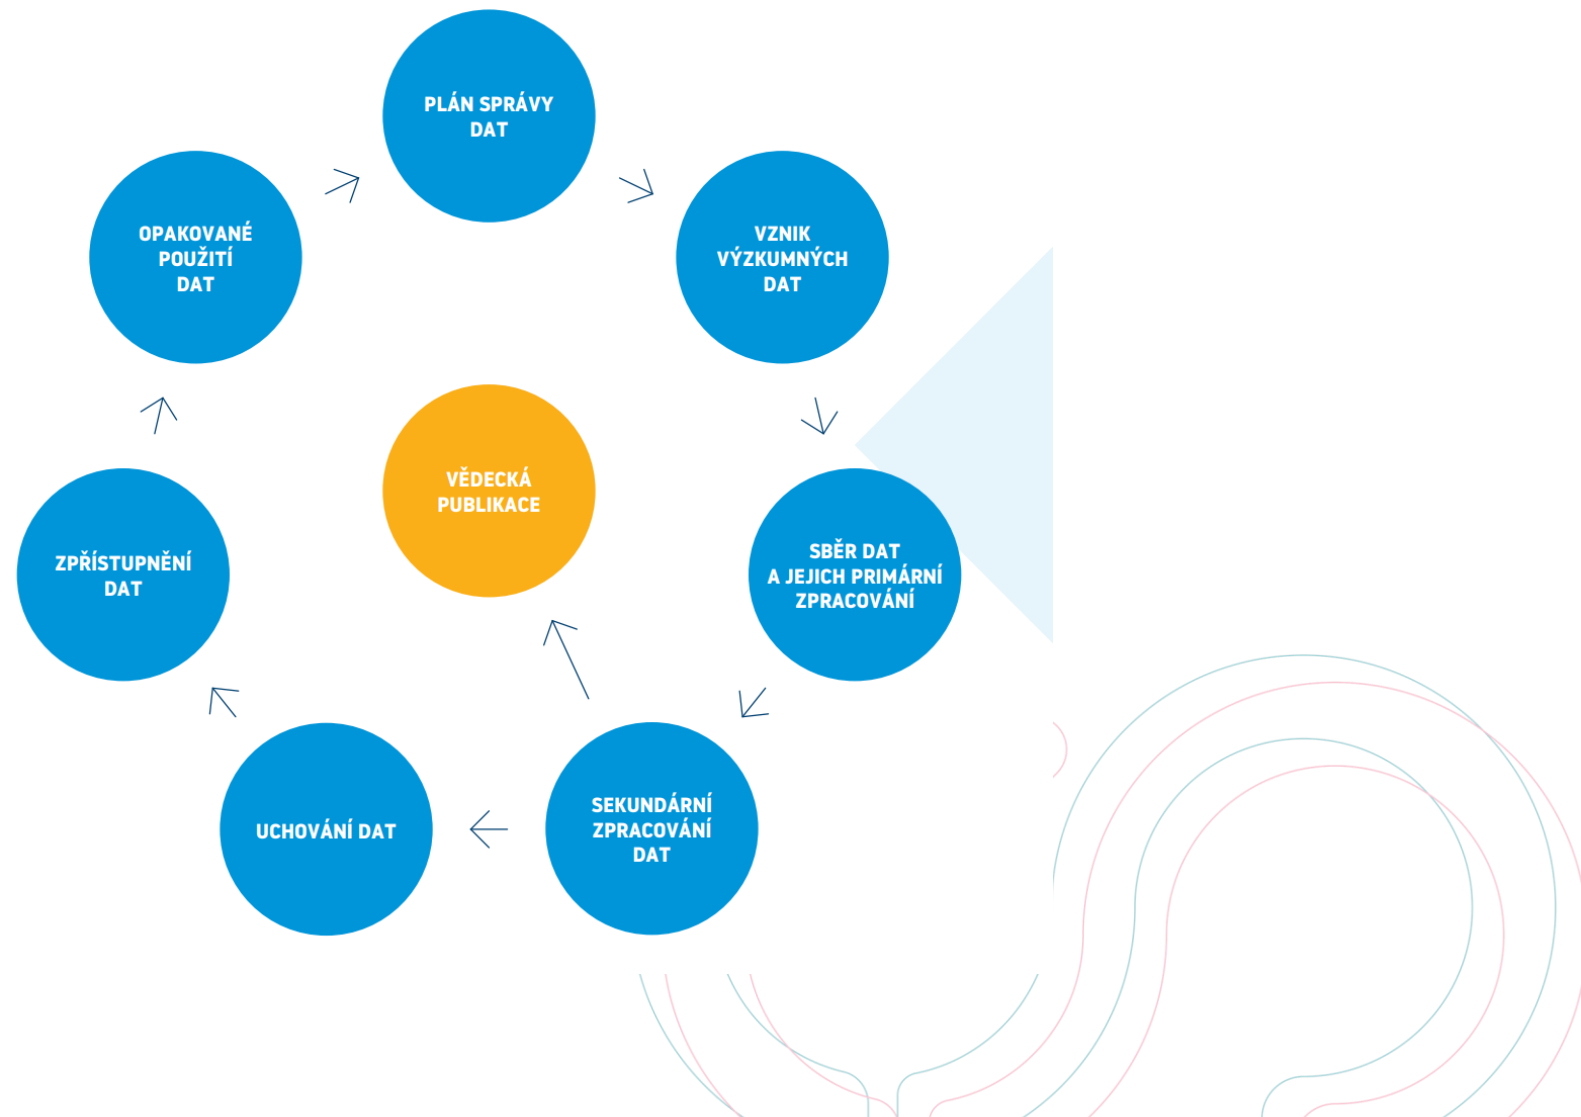 PLÁN SPRÁVY
DAT
VZNIK
VÝZKUMNÝCH
DAT
SBĚR DAT
A JEJICH PRIMÁRNÍ
ZPRACOVÁNÍ
SEKUNDÁRNÍ
ZPRACOVÁNÍ
DAT
UCHOVÁNÍ DAT
ZPŘÍSTUPNĚNÍ
DAT
OPAKOVANÉ
POUŽITÍ
DAT
VĚDECKÁ
PUBLIKACE